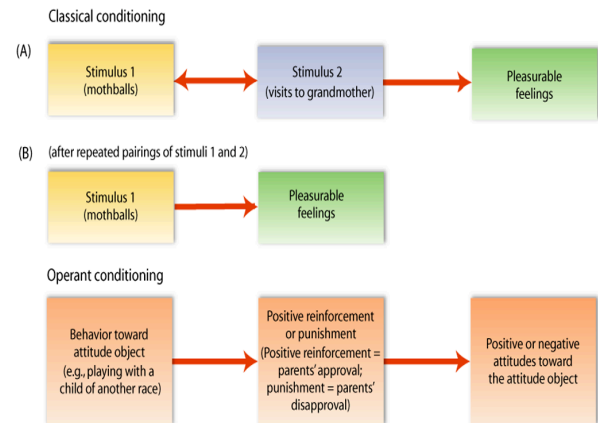 Classical conditioning
(A)
Stimulus 1
(mothballs)
Stimulus 2
(visits to grandmother)
Pleasurable
feelings
(B) (after repeated pairings of stimuli 1 and 2)
Stimulus 1
(mothballs)
Pleasurable
feelings
Operant conditioning
Behavior toward
attitude object
(e.g., playing with a
child of another race)
Positive reinforcement
or punishment
(Positive reinforcement =
parents' approval;
punishment = parents'
disapproval)
Positive or negative
attitudes toward
the attitude object